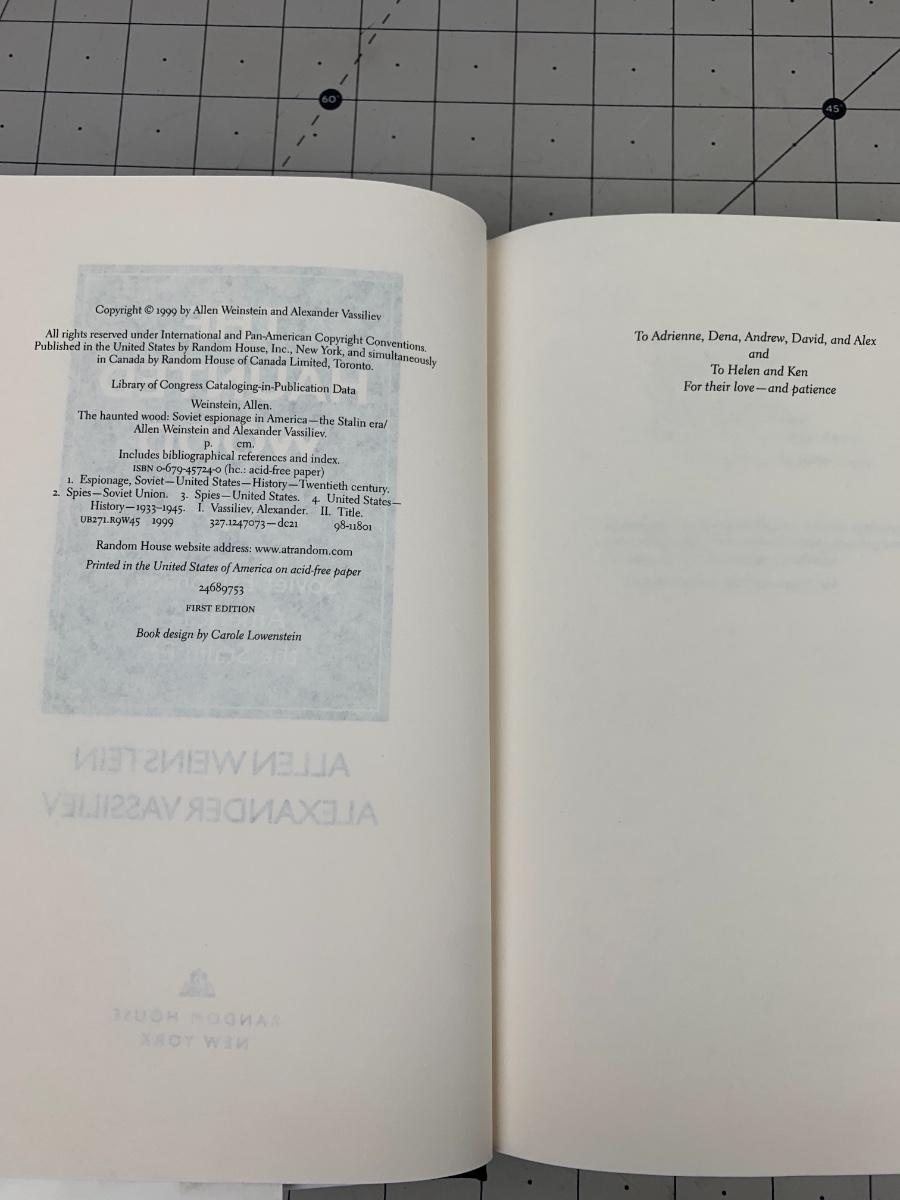 60°
45°
Copyright © 1999 by Allen Weinstein and Alexander Vassiliev
All rights reserved under International and Pan-American Copyright Conventions.
Published in the United States by Random House, Inc., New York, and simultaneously
in Canada by Random House of Canada Limited, Toronto.
Library of Congress Cataloging-in-Publication Data
Weinstein, Allen.
The haunted wood: Soviet espionage in America—the Stalin era/
Allen Weinstein and Alexander Vassiliev.
p. cm.
Includes bibliographical references and index.
ISBN 0-679-45724-0 (hc.: acid-free paper)
1. Espionage, Soviet—United States—History—Twentieth century.
2. Spies—Soviet Union. 3. Spies—United States. 4. United States—
History—1933–1945. I. Vassiliev, Alexander. II. Title.
UB271.R9W45 1999 327.1247073—dc21 98-11801
Random House website address: www.atrandom.com
Printed in the United States of America on acid-free paper
24689753
FIRST EDITION
Book design by Carole Lowenstein
ALLEN WEINSTEIN
ALEXANDER VASSILIEV
RANDOM HOUSE
NEW YORK
To Adrienne, Dena, Andrew, David, and Alex
and
To Helen and Ken
For their love—and patience